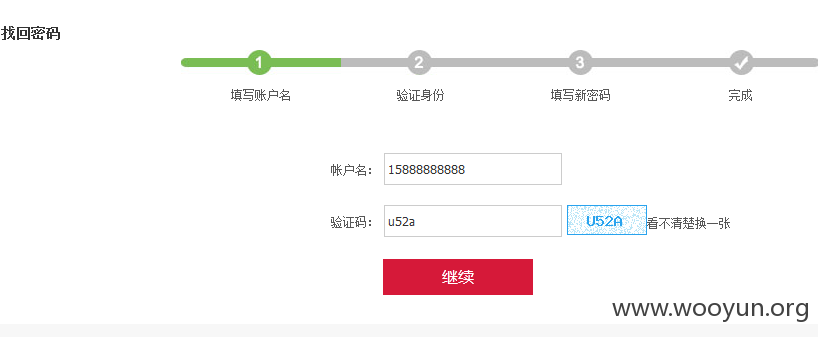 找回密码
1 2 3
填写账户名 验证身份 填写新密码 完成
帐户名： 15888888888
验证码： u52a U52A 看不清楚换一张
继续
www.wooyun.org